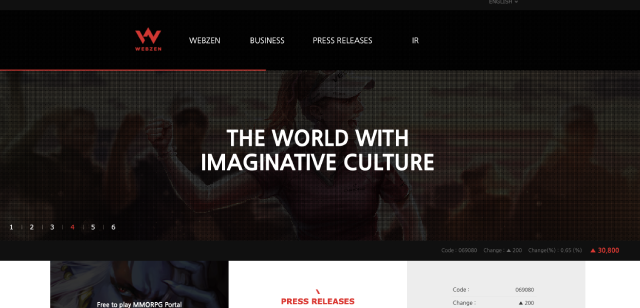 ENGLISH
WEBZEN
WEBZEN
BUSINESS
PRESS RELEASES
IR
THE WORLD WITH
IMAGINATIVE CULTURE
1 2 3 4 5 6
Code : 069080 Change : ▲ 200 Change(%) : 0.65 (%) ▲ 30,800
Free to play MMORPG Portal
PRESS RELEASES
Code : 069080
Change : ▲ 200